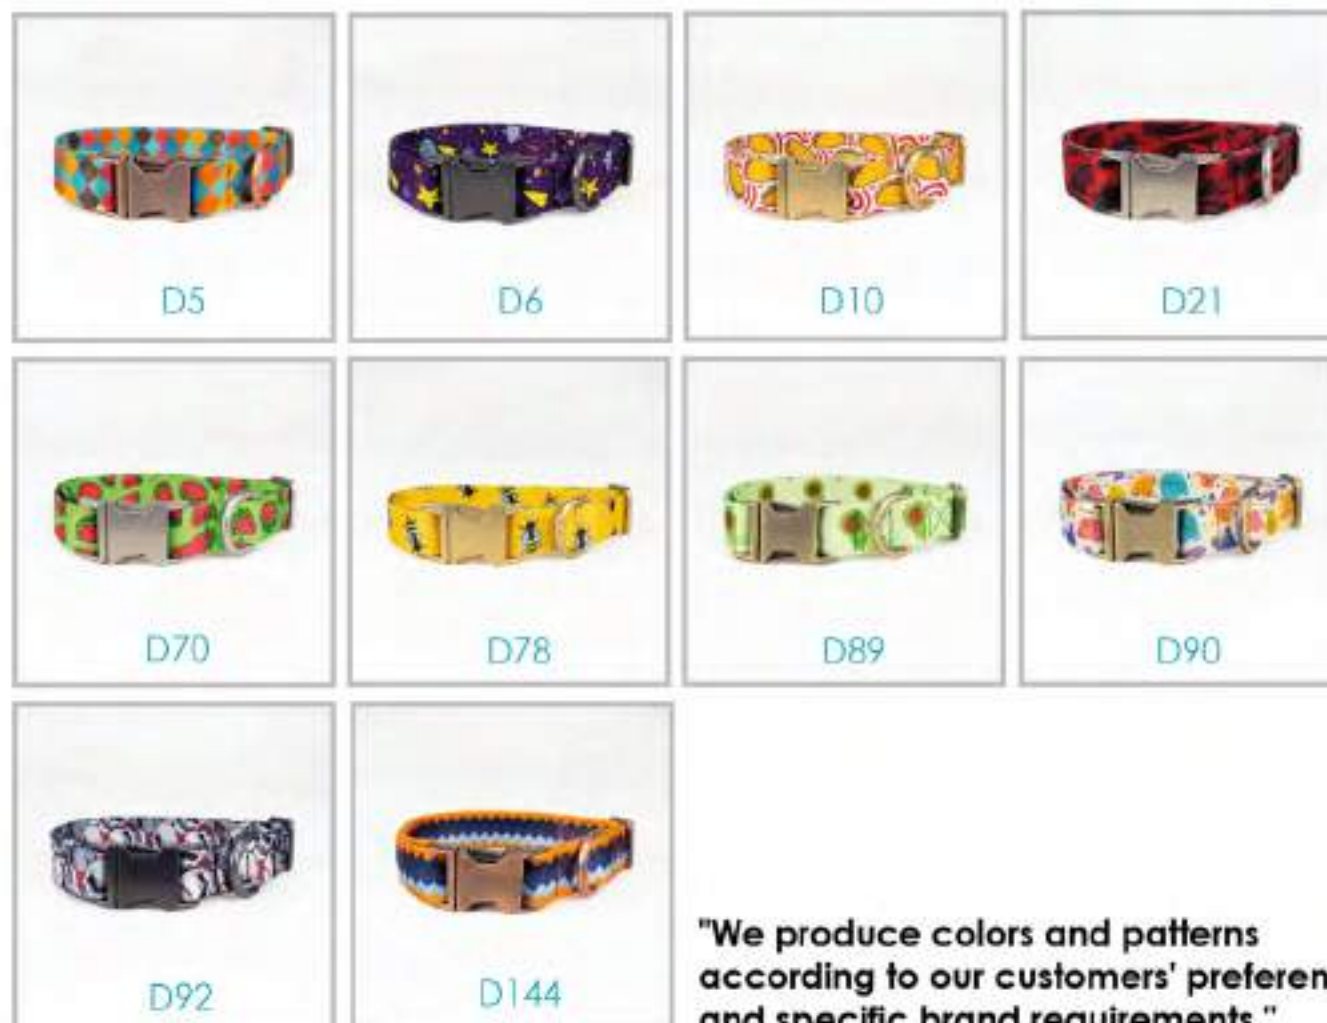 D5
D6
D10
D21
D70
D78
D89
D90
D92
D144
"We produce colors and patterns
according to our customers' preferen
and specific brand requirements."